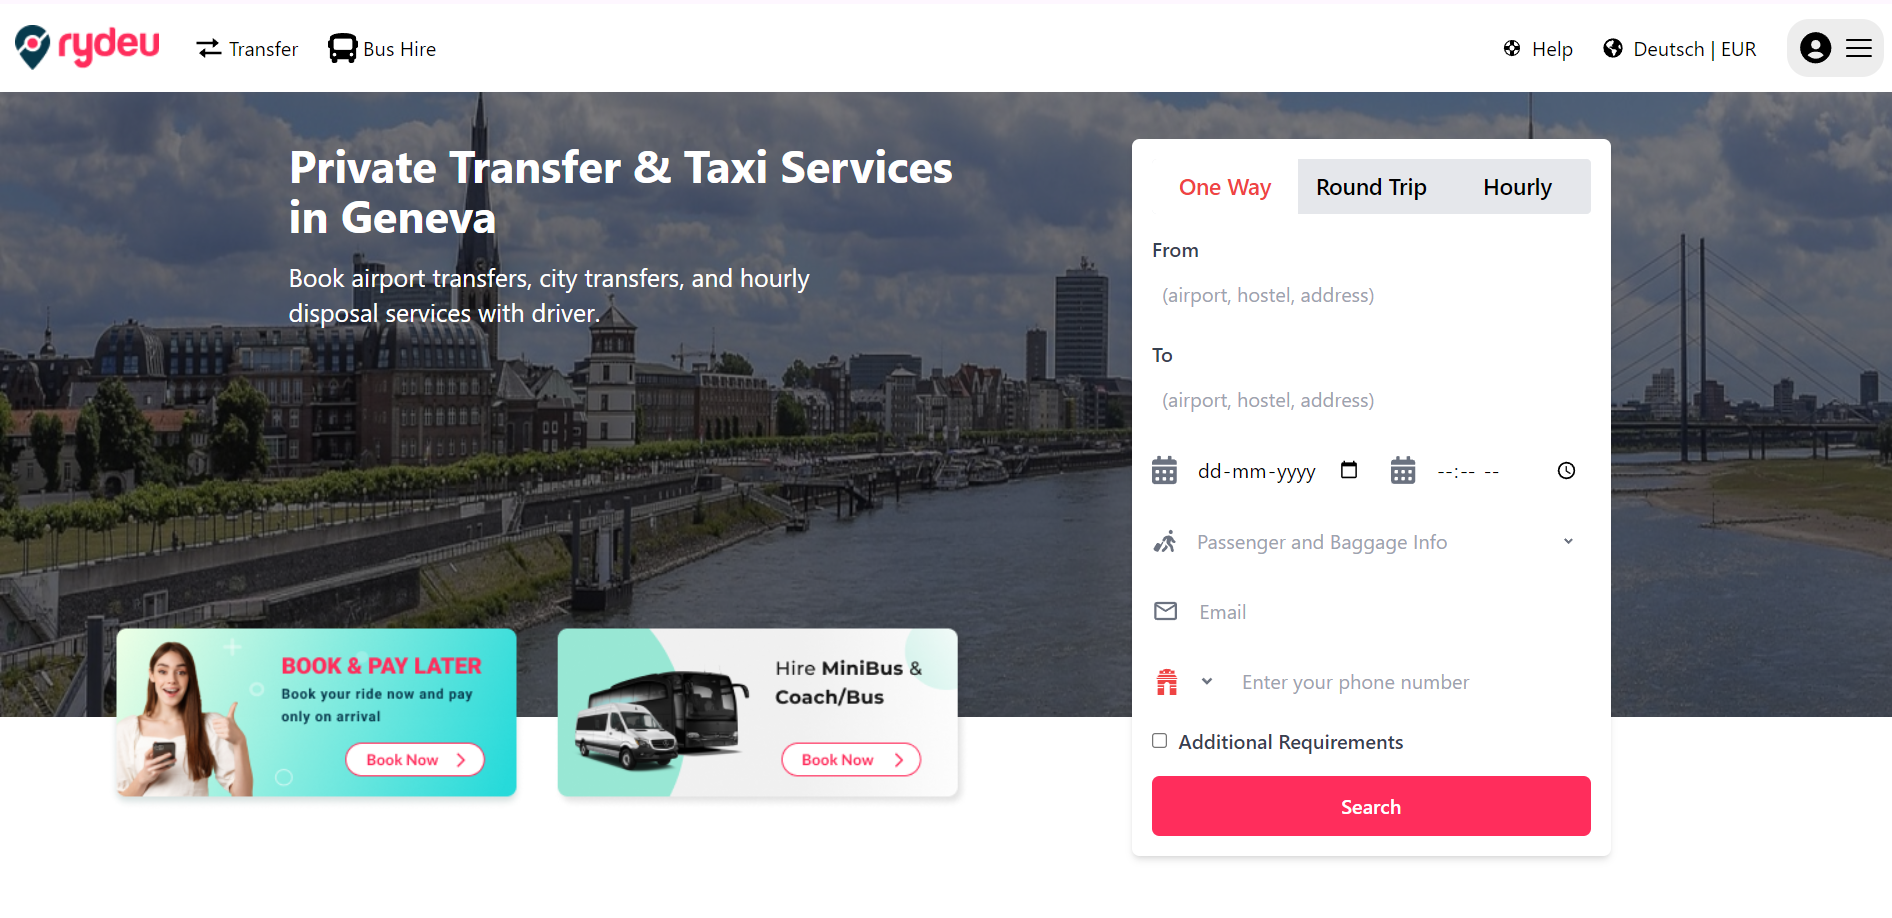 rydeu
Transfer
Bus Hire
Help
Deutsch | EUR
Private Transfer & Taxi Services
in Geneva
Book airport transfers, city transfers, and hourly
disposal services with driver.
One Way
Round Trip
Hourly
From
(airport, hostel, address)
To
(airport, hostel, address)
dd-mm-yyyy
--:-- --
Passenger and Baggage Info
Email
Enter your phone number
Additional Requirements
Search
BOOK & PAY LATER
Book your ride now and pay
only on arrival
Book Now
Hire MiniBus &
Coach/Bus
Book Now